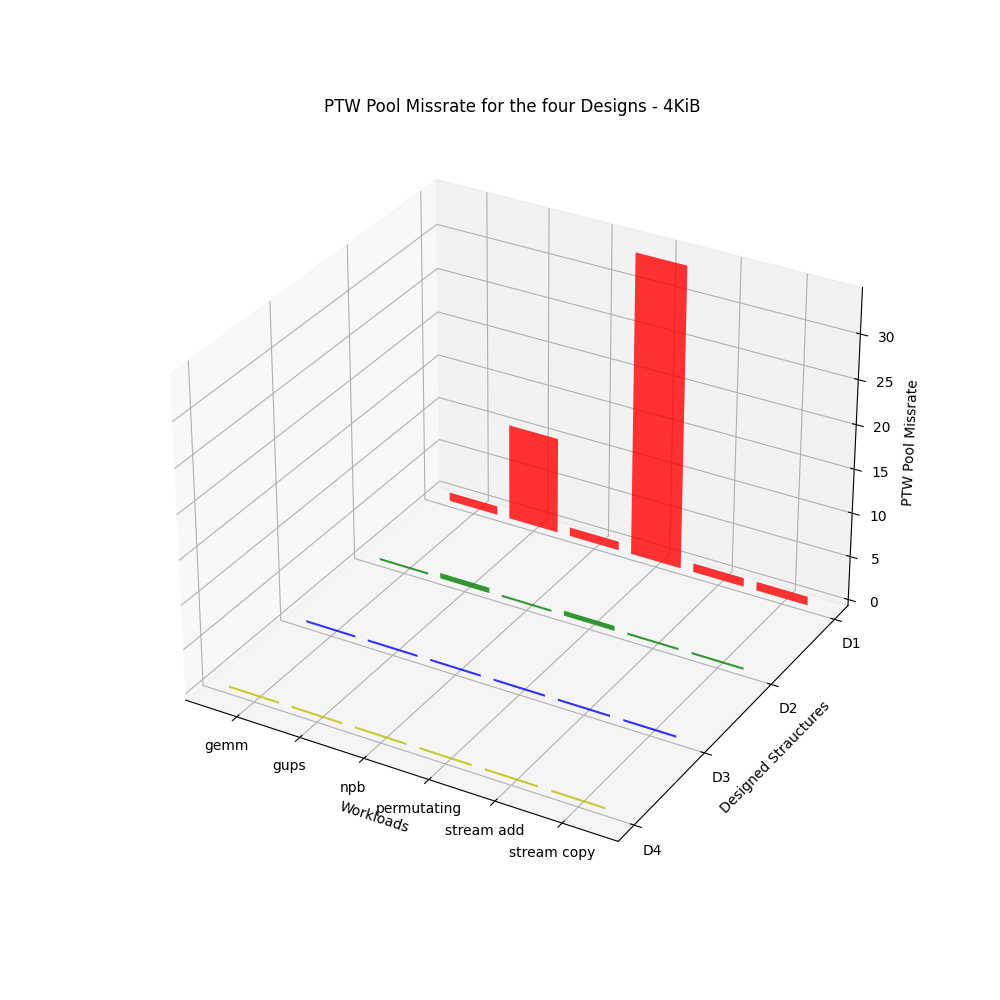 PTW Pool Missrate for the four Designs - 4KiB
30
25
20
15
10
5
0
PTW Pool Missrate
D1
D2
D3
D4
Designed Strauctures
gemm
gups
npb
permutating
stream add
stream copy
Workloads